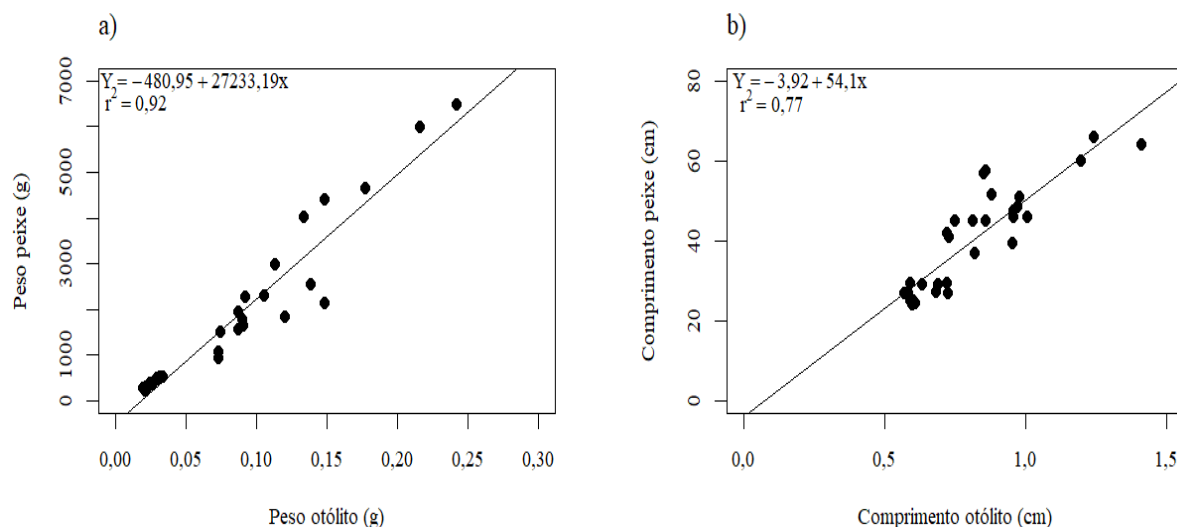 a)
Y = −480,95 + 27233,19x
r² = 0,92
Peso peixe (g)
0 1000 3000 5000 7000
0,00 0,05 0,10 0,15 0,20 0,25 0,30
Peso otólito (g)
b)
Y = −3,92 + 54,1x
r² = 0,77
Comprimento peixe (cm)
0 20 40 60 80
0,0 0,5 1,0 1,5
Comprimento otólito (cm)